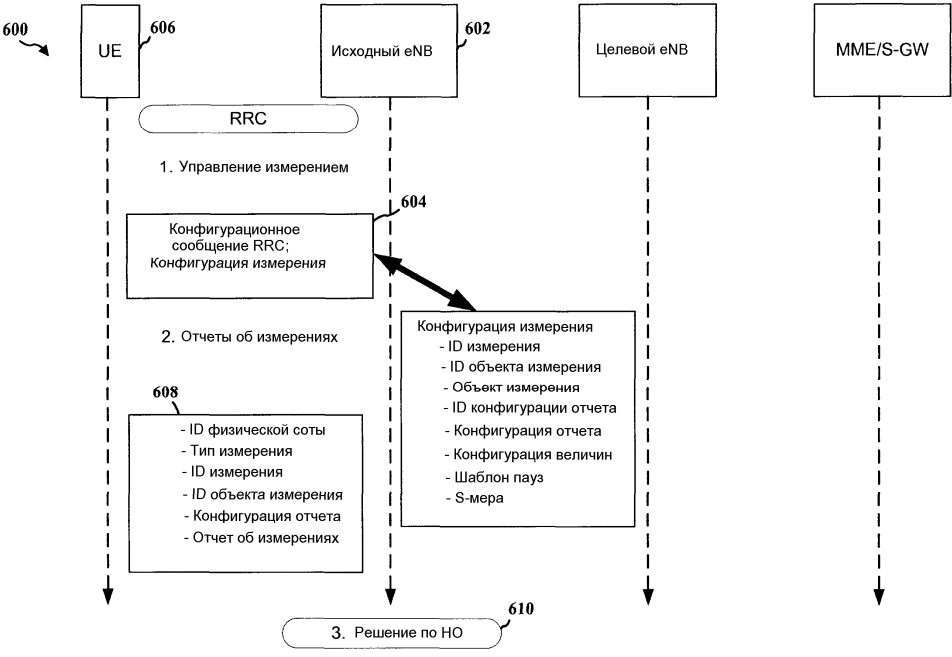 600
UE
606
Исходный eNB
602
Целевой eNB
MME/S-GW
RRC
1. Управление измерением
604
Конфигурационное
сообщение RRC;
Конфигурация измерения
2. Отчеты об измерениях
Конфигурация измерения
- ID измерения
- ID объекта измерения
- Объект измерения
- ID конфигурации отчета
- Конфигурация отчета
- Конфигурация величин
- Шаблон пауз
- S-мера
608
- ID физической соты
- Тип измерения
- ID измерения
- ID объекта измерения
- Конфигурация отчета
- Отчет об измерениях
3. Решение по HO
610